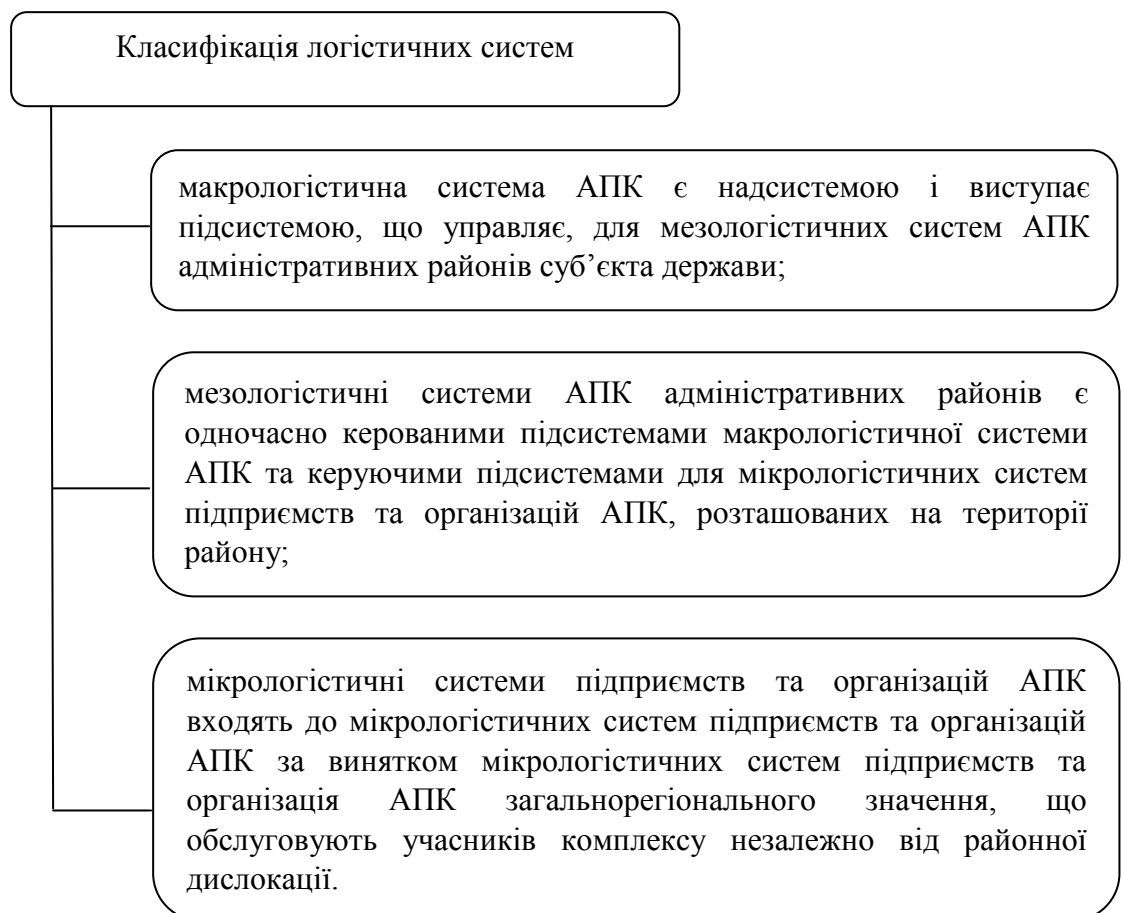 Класифікація логістичних систем
макрологістична система АПК є надсистемою і виступає
підсистемою, що управляє, для мезологістичних систем АПК
адміністративних районів суб’єкта держави;
мезологістичні системи АПК адміністративних районів є
одночасно керованими підсистемами макрологістичної системи
АПК та керуючими підсистемами для мікрологістичних систем
підприємств та організацій АПК, розташованих на території
району;
мікрологістичні системи підприємств та організацій АПК
входять до мікрологістичних систем підприємств та організацій
АПК за винятком мікрологістичних систем підприємств та
організація АПК загальнорегіонального значення, що
обслуговують учасників комплексу незалежно від районної
дислокації.